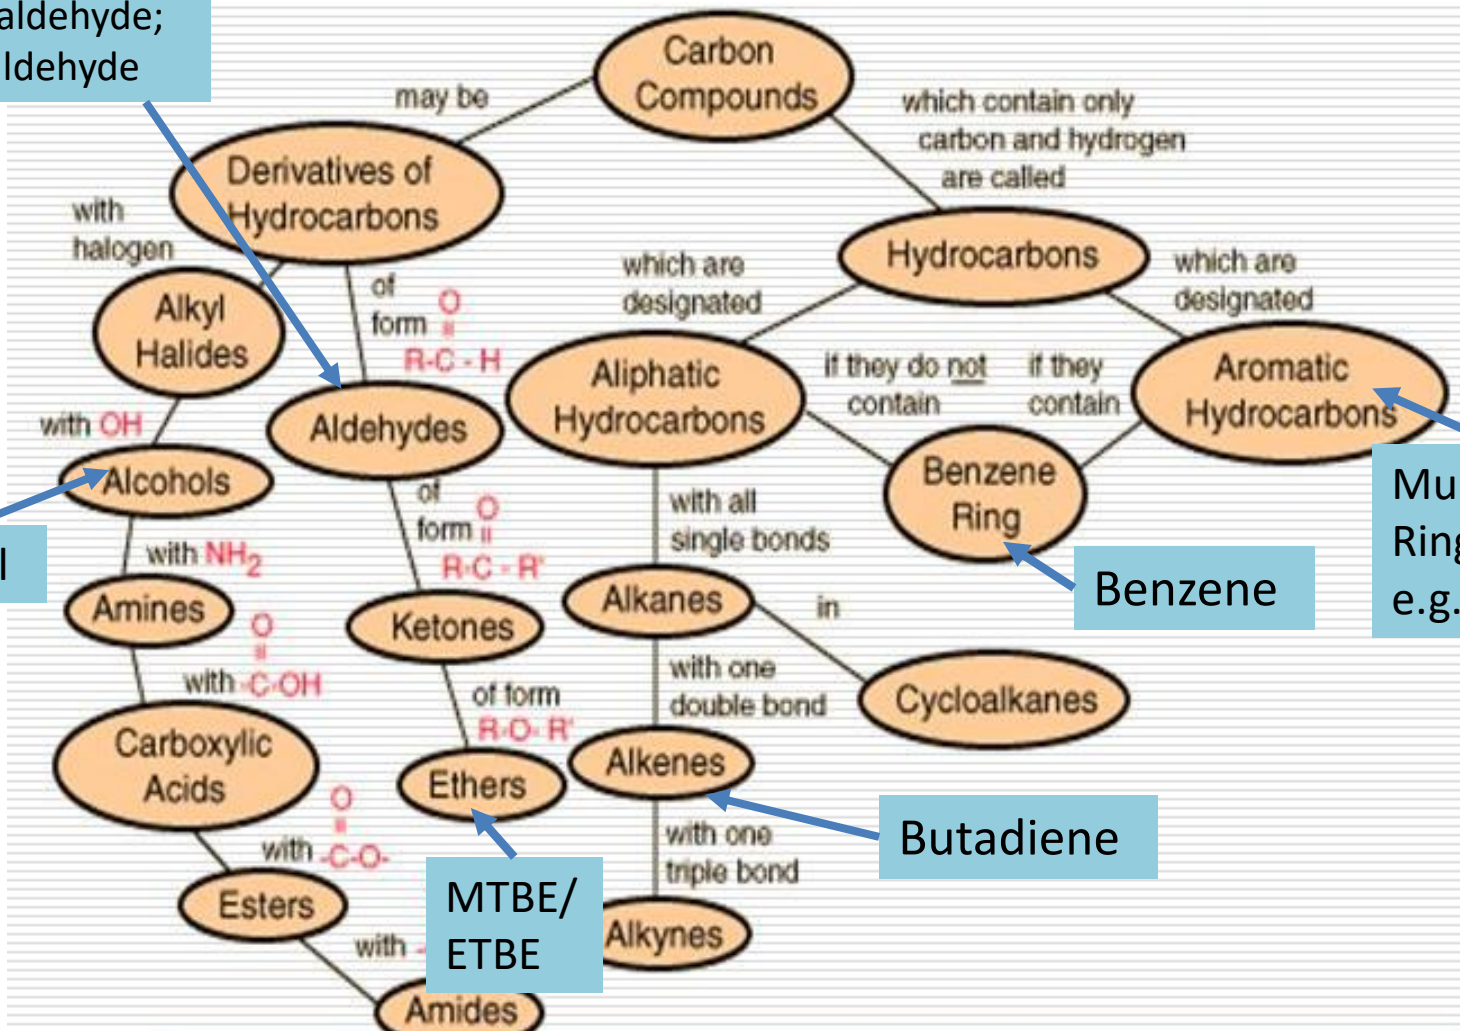 aldehyde;
ldehyde
Carbon
Compounds
may be
which contain only
carbon and hydrogen
are called
Derivatives of
Hydrocarbons
with
halogen
Hydrocarbons
which are
designated
which are
designated
Alkyl
Halides
of
form
O
=
R-C - H
Aliphatic
Hydrocarbons
if they do not
contain
if they
contain
Aromatic
Hydrocarbons
with OH
Aldehydes
Alcohols
Benzene
Ring
of
form
O
=
R-C - R'
with all
single bonds
Mu
Ring
e.g.
l
with NH2
Benzene
Amines
Ketones
Alkanes
in
O
=
with -C-OH
with one
double bond
Cycloalkanes
of form
R-O- R'
Carboxylic
Acids
Ethers
Alkenes
O
=
with -C-O-
Butadiene
with one
triple bond
Esters
MTBE/
ETBE
Alkynes
with -
Amides